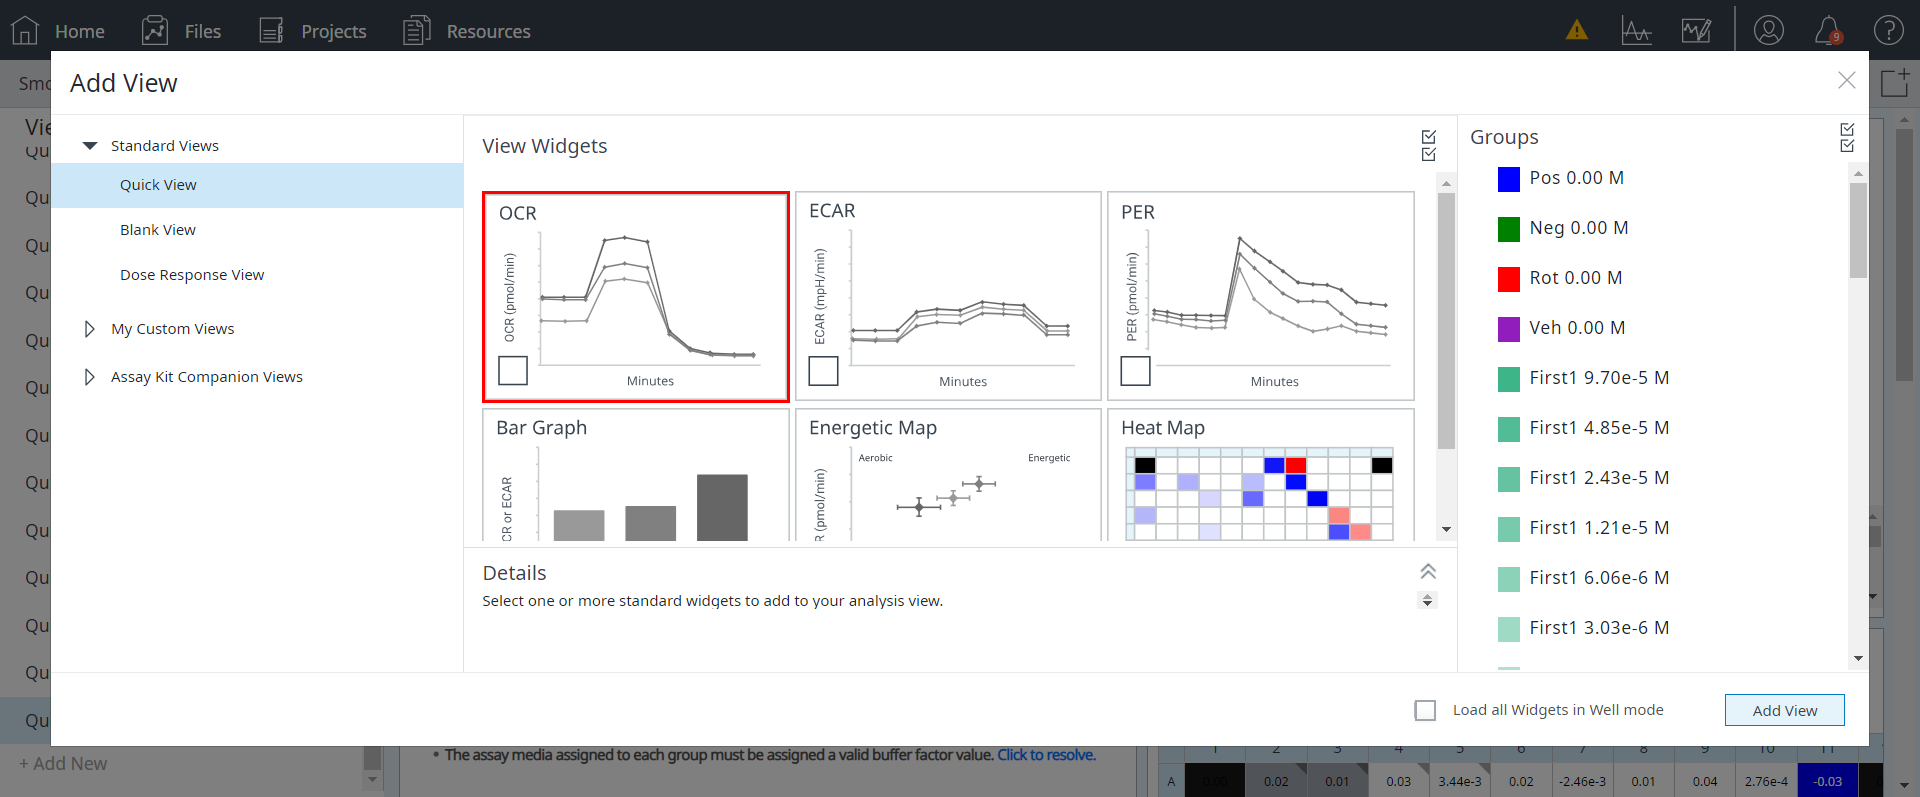 Home
Files
Projects
Resources
9
Smo
Add View
Vie
Qu
Qu
Qu
Qu
Qu
Qu
Qu
Qu
Qu
Qu
Qu
Qu
Qu
+ Add New
Standard Views
Quick View
Blank View
Dose Response View
My Custom Views
Assay Kit Companion Views
View Widgets
OCR
OCR (pmol/min)
Minutes
ECAR
ECAR (mpH/min)
Minutes
PER
PER (pmol/min)
Minutes
Bar Graph
CR or ECAR
Energetic Map
Aerobic
Energetic
R (pmol/min)
Heat Map
Details
Select one or more standard widgets to add to your analysis view.
Groups
Pos 0.00 M
Neg 0.00 M
Rot 0.00 M
Veh 0.00 M
First1 9.70e-5 M
First1 4.85e-5 M
First1 2.43e-5 M
First1 1.21e-5 M
First1 6.06e-6 M
First1 3.03e-6 M
Load all Widgets in Well mode
Add View
• The assay media assigned to each group must be assigned a valid buffer factor value. Click to resolve.
1 2 3 4 5 6 7 8 9 10 11
A 0.00 0.02 0.01 0.03 3.44e-3 0.02 -2.46e-3 0.01 0.04 2.76e-4 -0.03